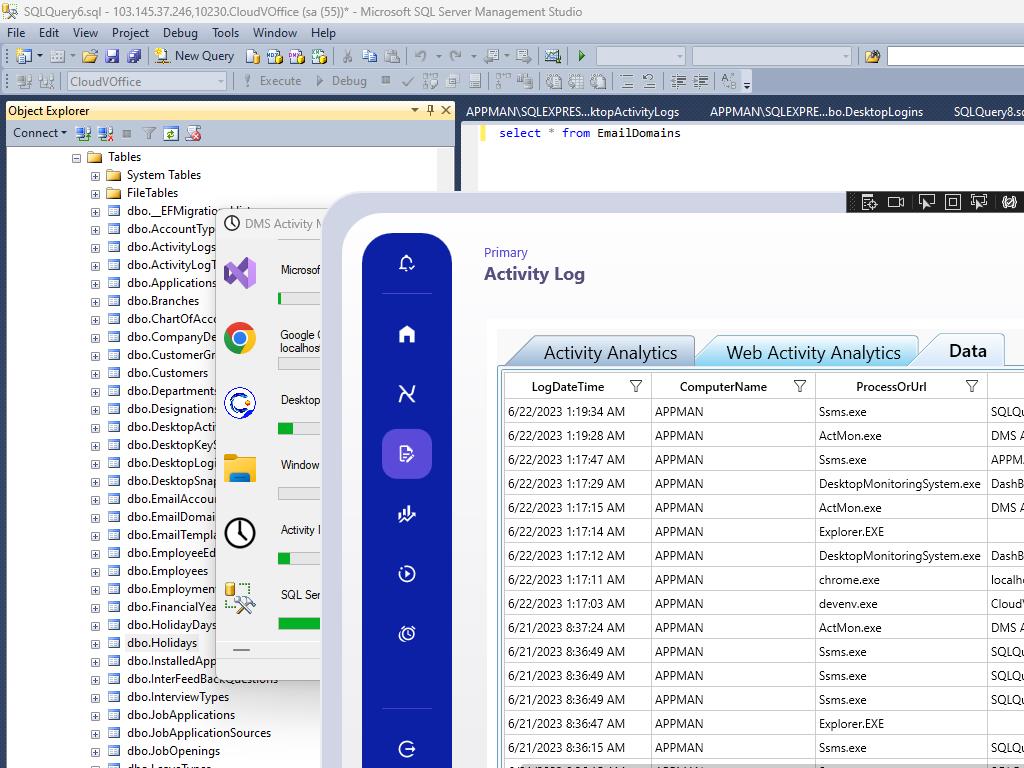 SQLQuery6.sql - 103.145.37.246,10230.CloudVOffice (sa (55))* - Microsoft SQL Server Management Studio
File Edit View Project Debug Tools Window Help
New Query
CloudVOffice Execute Debug
Object Explorer
APPMAN\SQLEXPRES...ktopActivityLogs APPMAN\SQLEXPRE...bo.DesktopLogins SQLQuery8.sq
Connect
select * from EmailDomains
Tables
System Tables
FileTables
dbo.__EFMigration
dbo.AccountTyp
dbo.ActivityLogs
dbo.ActivityLogT
dbo.Applications
dbo.Branches
dbo.ChartOfAcco
dbo.CompanyDe
dbo.CustomerGr
dbo.Customers
dbo.Department
dbo.Designations
dbo.DesktopActi
dbo.DesktopKeyS
dbo.DesktopLogi
dbo.DesktopSnap
dbo.EmailAccoun
dbo.EmailDomai
dbo.EmailTempla
dbo.EmployeeEd
dbo.Employees
dbo.Employmen
dbo.FinancialYea
dbo.HolidayDays
dbo.Holidays
dbo.InstalledApp
dbo.InterFeedBackQuestions
dbo.InterviewTypes
dbo.JobApplications
dbo.JobApplicationSources
dbo.JobOpenings
dbo.LeaveTypes
DMS Activity M
Microsof
Google C
localhost
Desktop
Window
Activity M
SQL Ser
Primary
Activity Log
Activity Analytics Web Activity Analytics Data
LogDateTime ComputerName ProcessOrUrl
6/22/2023 1:19:34 AM APPMAN Ssms.exe SQLQu
6/22/2023 1:19:28 AM APPMAN ActMon.exe DMS A
6/22/2023 1:17:47 AM APPMAN Ssms.exe APPMA
6/22/2023 1:17:29 AM APPMAN DesktopMonitoringSystem.exe DashB
6/22/2023 1:17:15 AM APPMAN ActMon.exe DMS A
6/22/2023 1:17:14 AM APPMAN Explorer.EXE
6/22/2023 1:17:12 AM APPMAN DesktopMonitoringSystem.exe DashB
6/22/2023 1:17:11 AM APPMAN chrome.exe localh
6/22/2023 1:17:03 AM APPMAN devenv.exe CloudV
6/21/2023 8:37:24 AM APPMAN ActMon.exe DMS A
6/21/2023 8:36:49 AM APPMAN Ssms.exe SQLQu
6/21/2023 8:36:49 AM APPMAN Ssms.exe SQLQu
6/21/2023 8:36:49 AM APPMAN Ssms.exe SQLQu
6/21/2023 8:36:47 AM APPMAN Explorer.EXE
6/21/2023 8:36:15 AM APPMAN Ssms.exe SQLQu